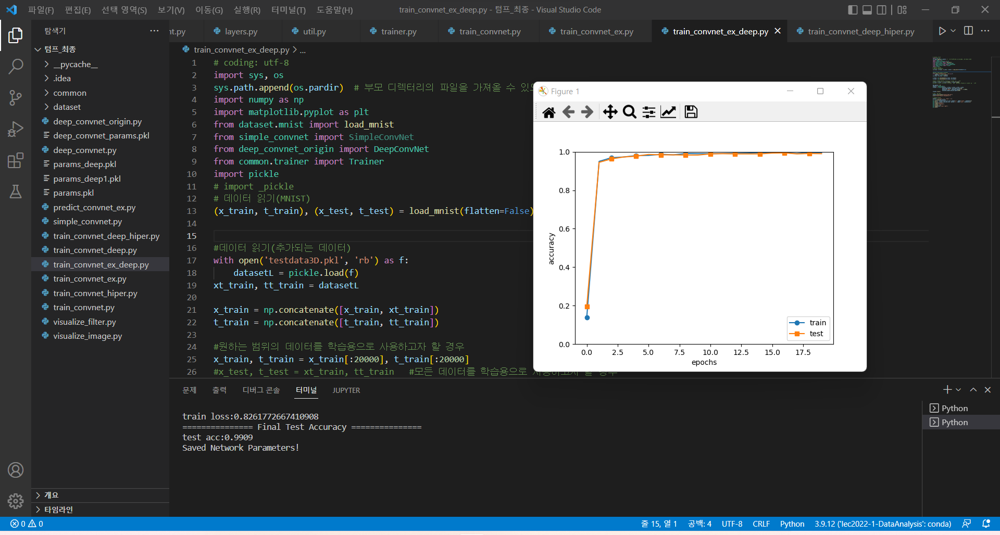 파일(F) 편집(E) 선택 영역(S) 보기(V) 이동(G) 실행(R) 터미널(T) 도움말(H)
train_convnet_ex_deep.py - 텀프_최종 - Visual Studio Code
탐색기
nt.py layers.py util.py trainer.py train_convnet.py train_convnet_ex.py train_convnet_ex_deep.py train_convnet_deep_hiper.py
텀프_최종
__pycache__
.idea
common
dataset
deep_convnet_origin.py
deep_convnet_params.pkl
deep_convnet.py
params_deep.pkl
params_deep1.pkl
params.pkl
predict_convnet_ex.py
simple_convnet.py
train_convnet_deep_hiper.py
train_convnet_deep.py
train_convnet_ex_deep.py
train_convnet_ex.py
train_convnet_hiper.py
train_convnet.py
visualize_filter.py
visualize_image.py
개요
타임라인
train_convnet_ex_deep.py > ...
1 # coding: utf-8
2 import sys, os
3 sys.path.append(os.pardir)  # 부모 디렉터리의 파일을 가져올 수 있
4 import numpy as np
5 import matplotlib.pyplot as plt
6 from dataset.mnist import load_mnist
7 from simple_convnet import SimpleConvNet
8 from deep_convnet_origin import DeepConvNet
9 from common.trainer import Trainer
10 import pickle
11 # import _pickle
12 # 데이터 읽기(MNIST)
13 (x_train, t_train), (x_test, t_test) = load_mnist(flatten=False)
14
15
16 #데이터 읽기(추가되는 데이터)
17 with open('testdata3D.pkl', 'rb') as f:
18     datasetL = pickle.load(f)
19 xt_train, tt_train = datasetL
20
21 x_train = np.concatenate([x_train, xt_train])
22 t_train = np.concatenate([t_train, tt_train])
23
24 #원하는 범위의 데이터를 학습용으로 사용하고자 할 경우
25 x_train, t_train = x_train[:20000], t_train[:20000]
26 #x_test, t_test = xt_train, tt_train   #모든 데이터를 학습용으로 사용하고자 할 경우
Figure 1
1.0
0.8
0.6
0.4
0.2
0.0
accuracy
0.0 2.5 5.0 7.5 10.0 12.5 15.0 17.5
epochs
train
test
문제 출력 디버그 콘솔 터미널 JUPYTER
train loss:0.8261772667410908
=============== Final Test Accuracy ===============
test acc:0.9909
Saved Network Parameters!
Python
Python
0 0
줄 15, 열 1 공백: 4 UTF-8 CRLF Python 3.9.12 ('lec2022-1-DataAnalysis': conda)